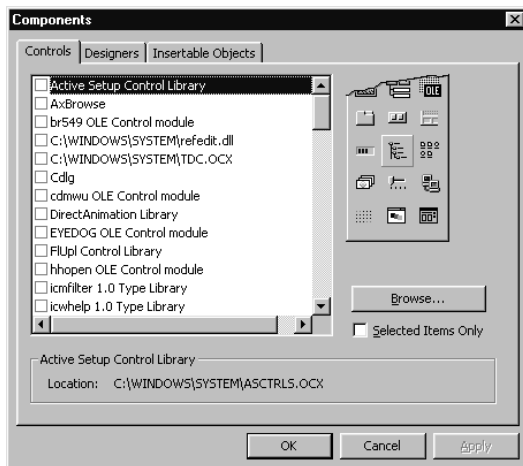 Components
Controls Designers Insertable Objects
Active Setup Control Library
AxBrowse
br549 OLE Control module
C:\WINDOWS\SYSTEM\refedit.dll
C:\WINDOWS\SYSTEM\TDC.OCX
Cdlg
cdmwu OLE Control module
DirectAnimation Library
EYEDOG OLE Control module
FlUpl Control Library
hhopen OLE Control module
icmfilter 1.0 Type Library
icwhelp 1.0 Type Library
OLE
Browse...
Selected Items Only
Active Setup Control Library
Location: C:\WINDOWS\SYSTEM\ASCTRLS.OCX
OK Cancel Apply